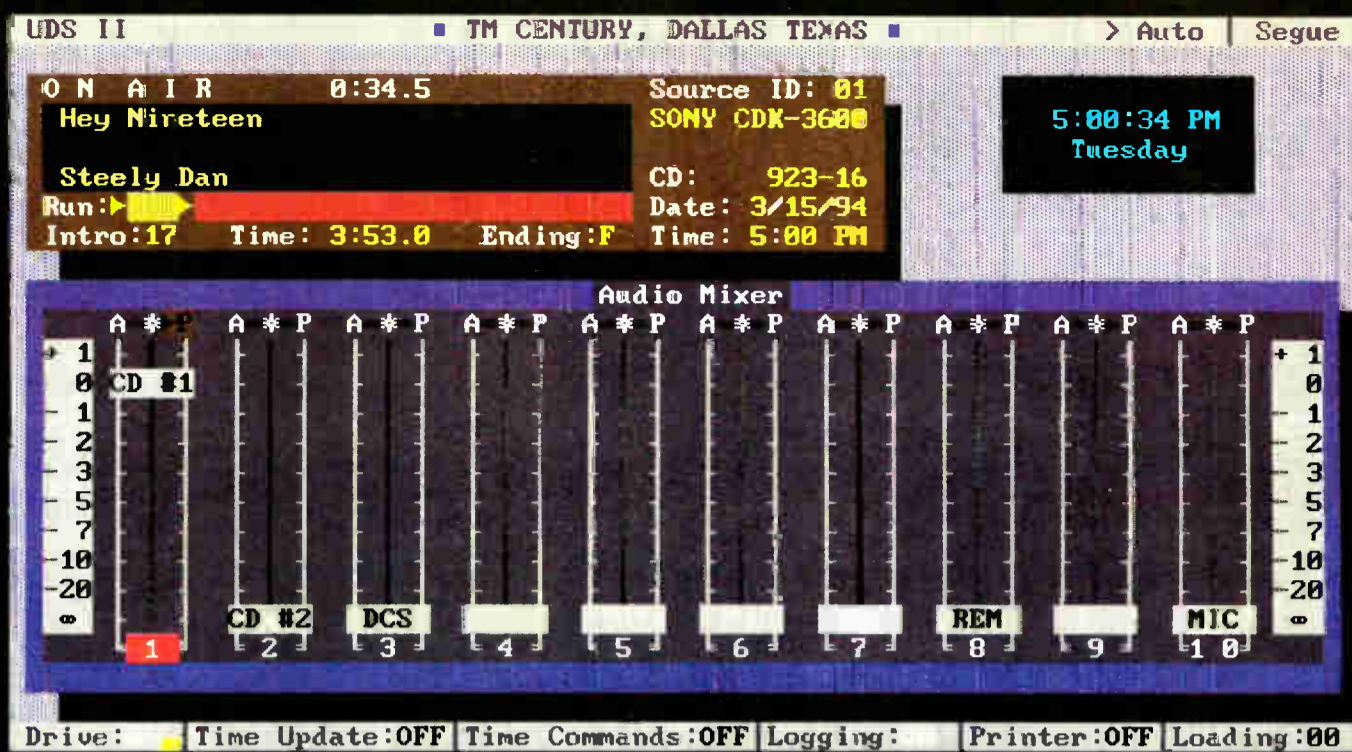 UDS II ▪ TM CENTURY, DALLAS TEXAS ▪ > Auto | Segue
O N A I R 0:34.5 Source ID: 01
Hey Nineteen SONY CDK-3600
5:00:34 PM
Tuesday
Steely Dan CD: 923-16
Run: Date: 3/15/94
Intro:17 Time: 3:53.0 Ending:F Time: 5:00 PM
Audio Mixer
A * P A * P A * P A * P A * P A * P A * P A * P A * P A * P
+ 1 + 1
0 CD #1 0
- 1 - 1
- 2 - 2
- 3 - 3
- 5 - 5
- 7 - 7
-10 -10
-20 -20
∞ CD #2 DCS REM MIC ∞
1 2 3 4 5 6 7 8 9 10
Drive: Time Update:OFF Time Commands:OFF Logging: Printer:OFF Loading:00